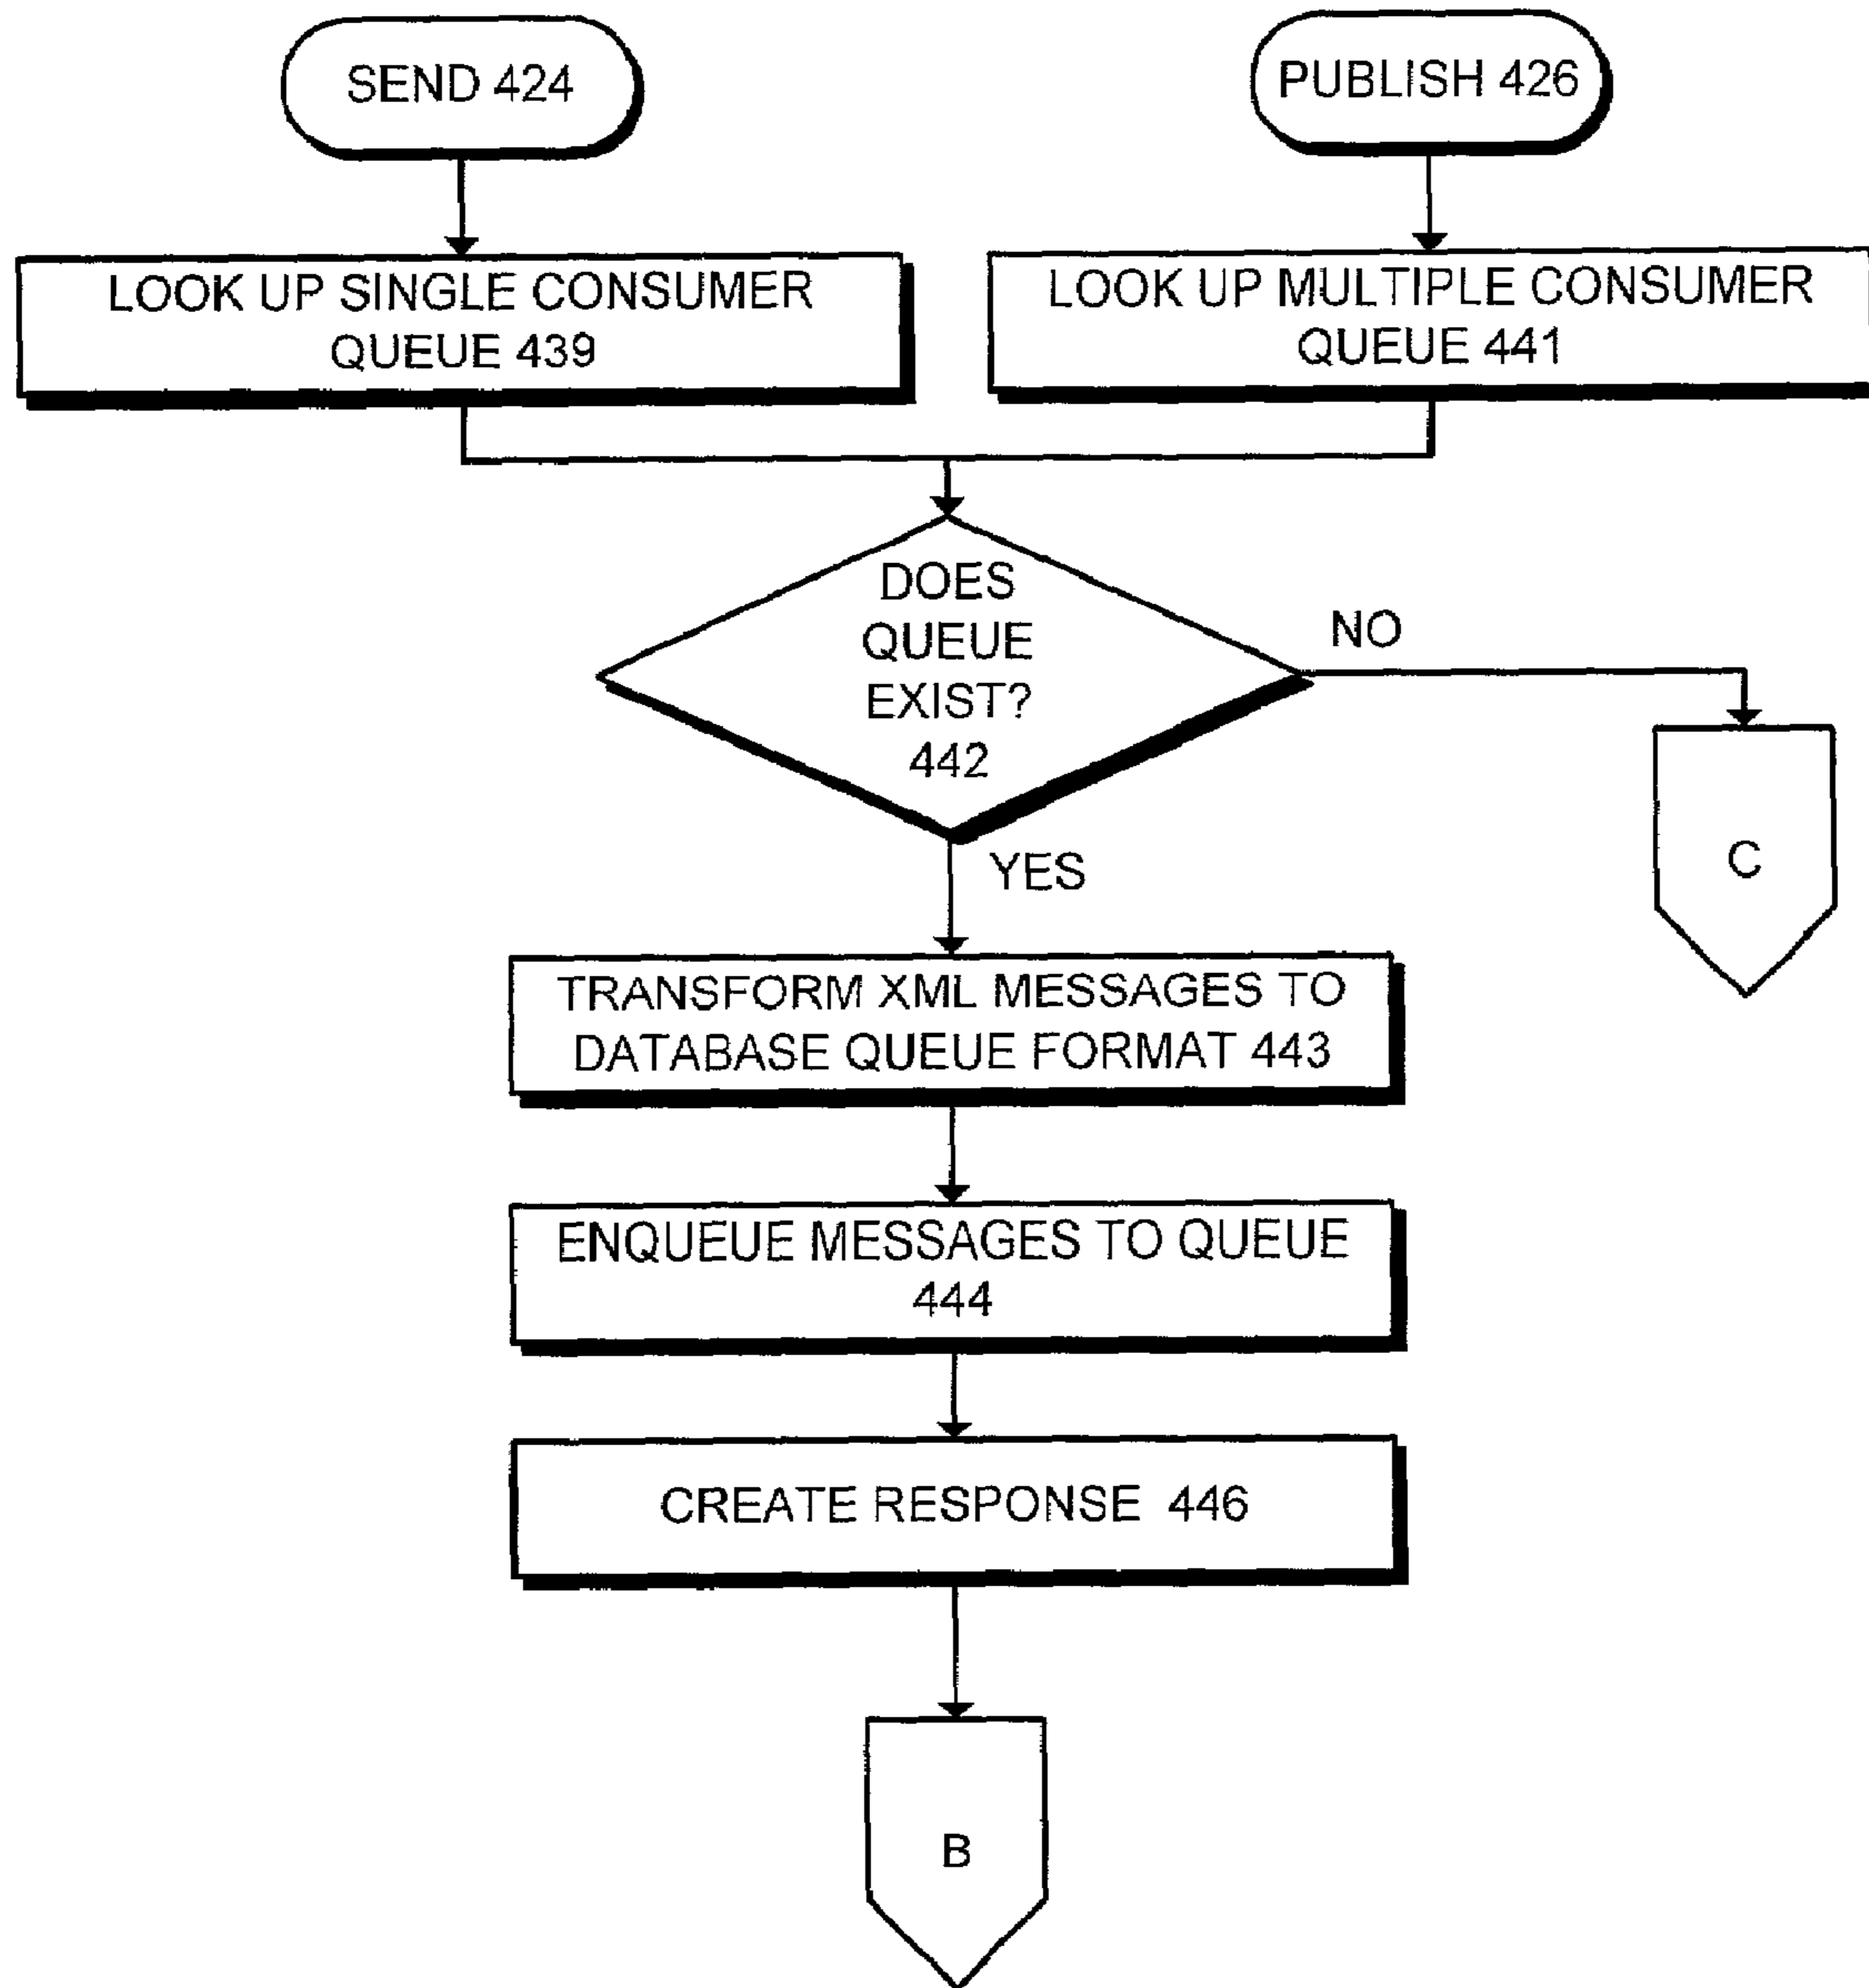 SEND 424
PUBLISH 426
LOOK UP SINGLE CONSUMER
QUEUE 439
LOOK UP MULTIPLE CONSUMER
QUEUE 441
DOES
QUEUE
EXIST?
442
NO
C
YES
TRANSFORM XML MESSAGES TO
DATABASE QUEUE FORMAT 443
ENQUEUE MESSAGES TO QUEUE
444
CREATE RESPONSE 446
B